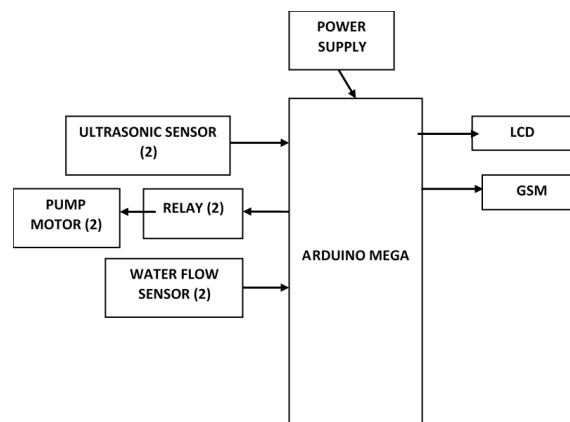 POWER
SUPPLY
ULTRASONIC SENSOR
(2)
LCD
GSM
PUMP
MOTOR (2)
RELAY (2)
ARDUINO MEGA
WATER FLOW
SENSOR (2)